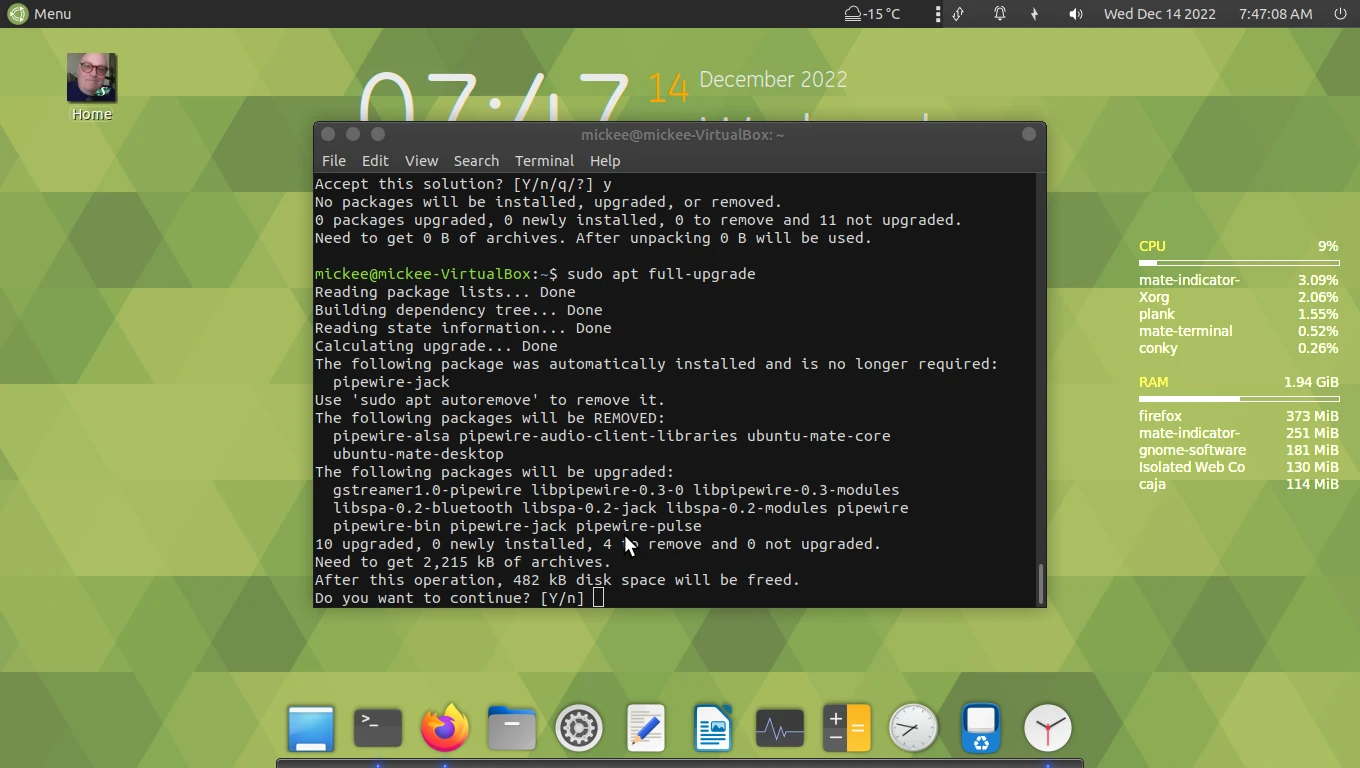 Menu
-15 °C
Wed Dec 14 2022
7:47:08 AM
Home
07:47
14
December 2022
mickee@mickee-VirtualBox: ~
File Edit View Search Terminal Help
Accept this solution? [Y/n/q/?] y
No packages will be installed, upgraded, or removed.
0 packages upgraded, 0 newly installed, 0 to remove and 11 not upgraded.
Need to get 0 B of archives. After unpacking 0 B will be used.
mickee@mickee-VirtualBox:~$ sudo apt full-upgrade
Reading package lists... Done
Building dependency tree... Done
Reading state information... Done
Calculating upgrade... Done
The following package was automatically installed and is no longer required:
pipewire-jack
Use 'sudo apt autoremove' to remove it.
The following packages will be REMOVED:
pipewire-alsa pipewire-audio-client-libraries ubuntu-mate-core
ubuntu-mate-desktop
The following packages will be upgraded:
gstreamer1.0-pipewire libpipewire-0.3-0 libpipewire-0.3-modules
libspa-0.2-bluetooth libspa-0.2-jack libspa-0.2-modules pipewire
pipewire-bin pipewire-jack pipewire-pulse
10 upgraded, 0 newly installed, 4 to remove and 0 not upgraded.
Need to get 2,215 kB of archives.
After this operation, 482 kB disk space will be freed.
Do you want to continue? [Y/n]
CPU 9%
mate-indicator- 3.09%
Xorg 2.06%
plank 1.55%
mate-terminal 0.52%
conky 0.26%
RAM 1.94 GiB
firefox 373 MiB
mate-indicator- 251 MiB
gnome-software 181 MiB
Isolated Web Co 130 MiB
caja 114 MiB